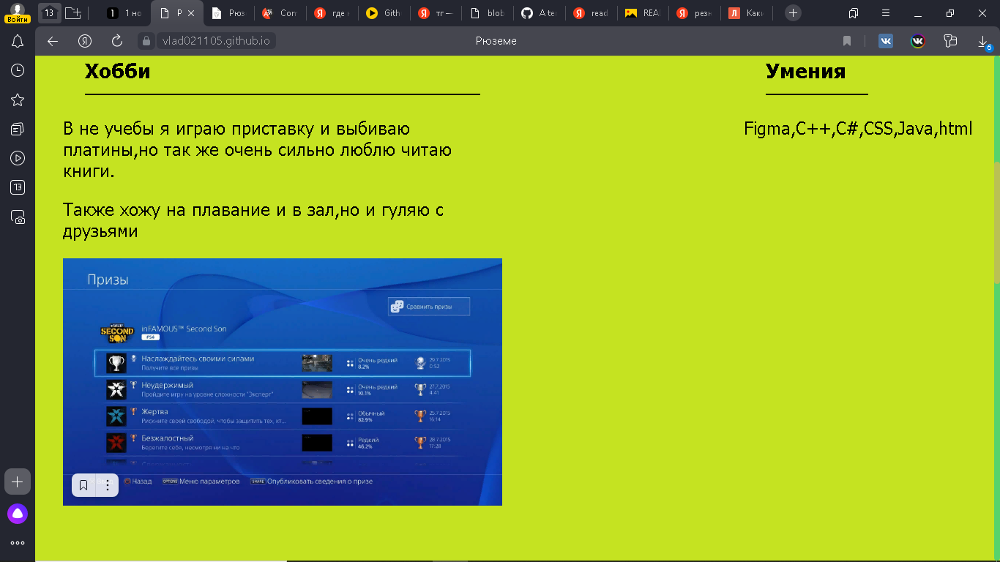 Войти
13
1 но
Р
Рюз
Con
где
Gith
тг —
blob
A te
read
REAI
резн
Каки
vlad021105.github.io
Рюземе
6
13
Хобби
Умения
В не учебы я играю приставку и выбиваю
платины,но так же очень сильно люблю читаю
книги.
Figma,C++,C#,CSS,Java,html
Также хожу на плавание и в зал,но и гуляю с
друзьями
Призы
Сравнить призы
inFAMOUS™ Second Son
SECOND SON
PS4
Наслаждайтесь своими силами
Получите все призы
Очень редкий
8.2%
29.7.2015
0:52
Неудержимый
Пройдите игру на уровне сложности "Эксперт"
Очень редкий
10.1%
27.7.2015
4:41
Жертва
Рискните своей свободой, чтобы защитить тех, кт...
Обычный
82.9%
25.7.2015
16:14
Безжалостный
Берегите себя, несмотря ни на что
Редкий
46.2%
28.7.2015
17:28
Назад
OPTIONS Меню параметров
SHARE Опубликовать сведения о призе